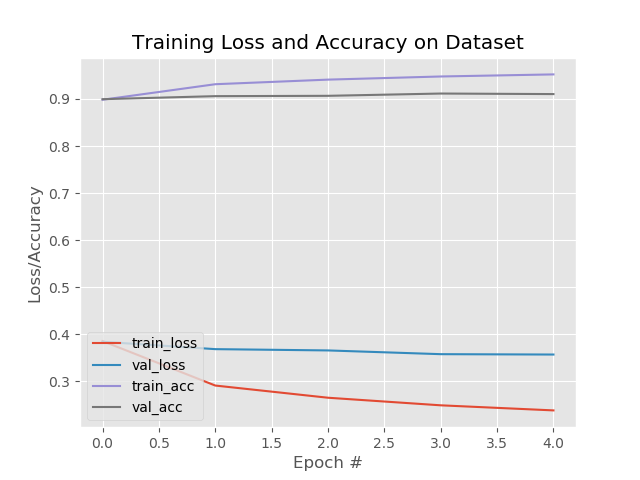 Training Loss and Accuracy on Dataset
Loss/Accuracy
0.9
0.8
0.7
0.6
0.5
0.4
0.3
train_loss
val_loss
train_acc
val_acc
0.0 0.5 1.0 1.5 2.0 2.5 3.0 3.5 4.0
Epoch #